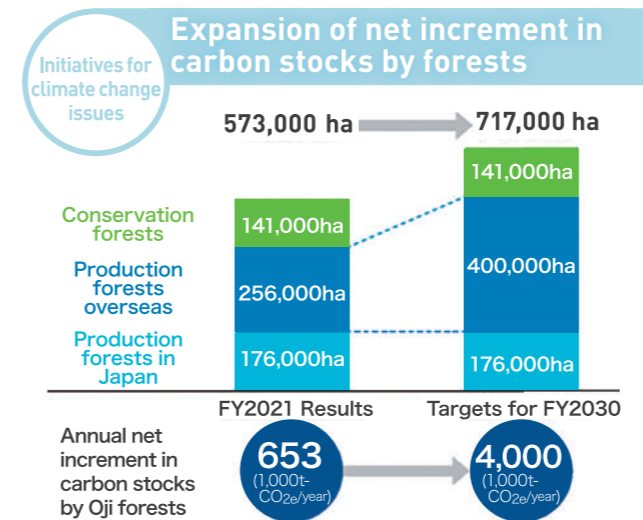 Expansion of net increment in
carbon stocks by forests
Initiatives for
climate change
issues
573,000 ha
717,000 ha
Conservation
forests
Production
forests
overseas
Production
forests in
Japan
141,000ha
256,000ha
176,000ha
141,000ha
400,000ha
176,000ha
FY2021 Results
Targets for FY2030
Annual net
increment in
carbon stocks
by Oji forests
653
(1,000t-
CO2e/year)
4,000
(1,000t-
CO2e/year)